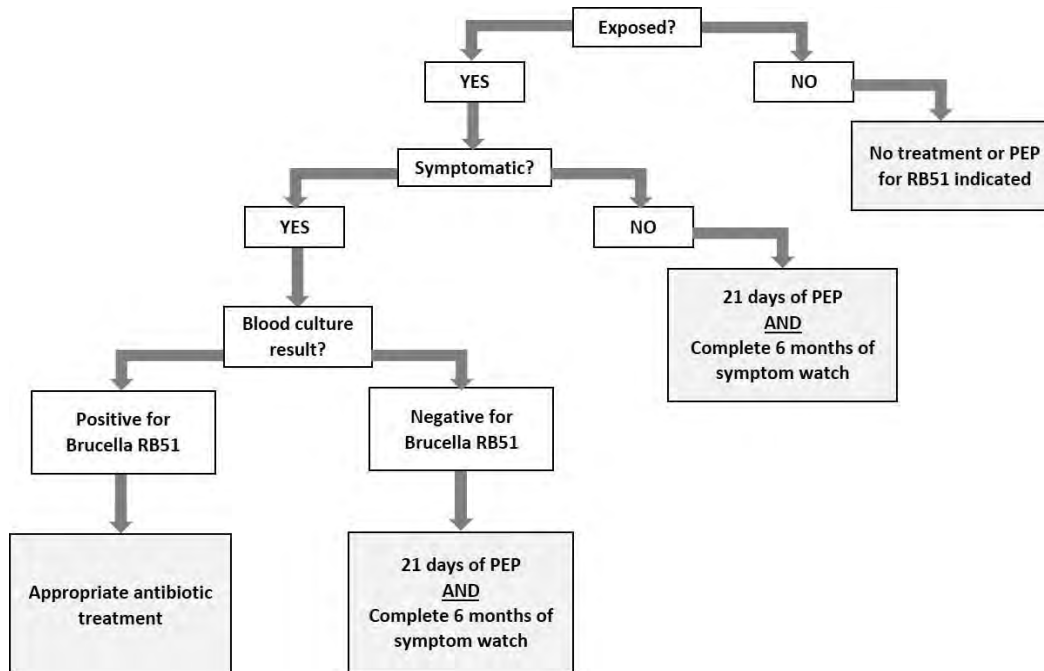 Exposed?
YES
NO
No treatment or PEP
for RB51 indicated
Symptomatic?
YES
NO
21 days of PEP
AND
Complete 6 months of
symptom watch
Blood culture
result?
Positive for
Brucella RB51
Negative for
Brucella RB51
Appropriate antibiotic
treatment
21 days of PEP
AND
Complete 6 months of
symptom watch